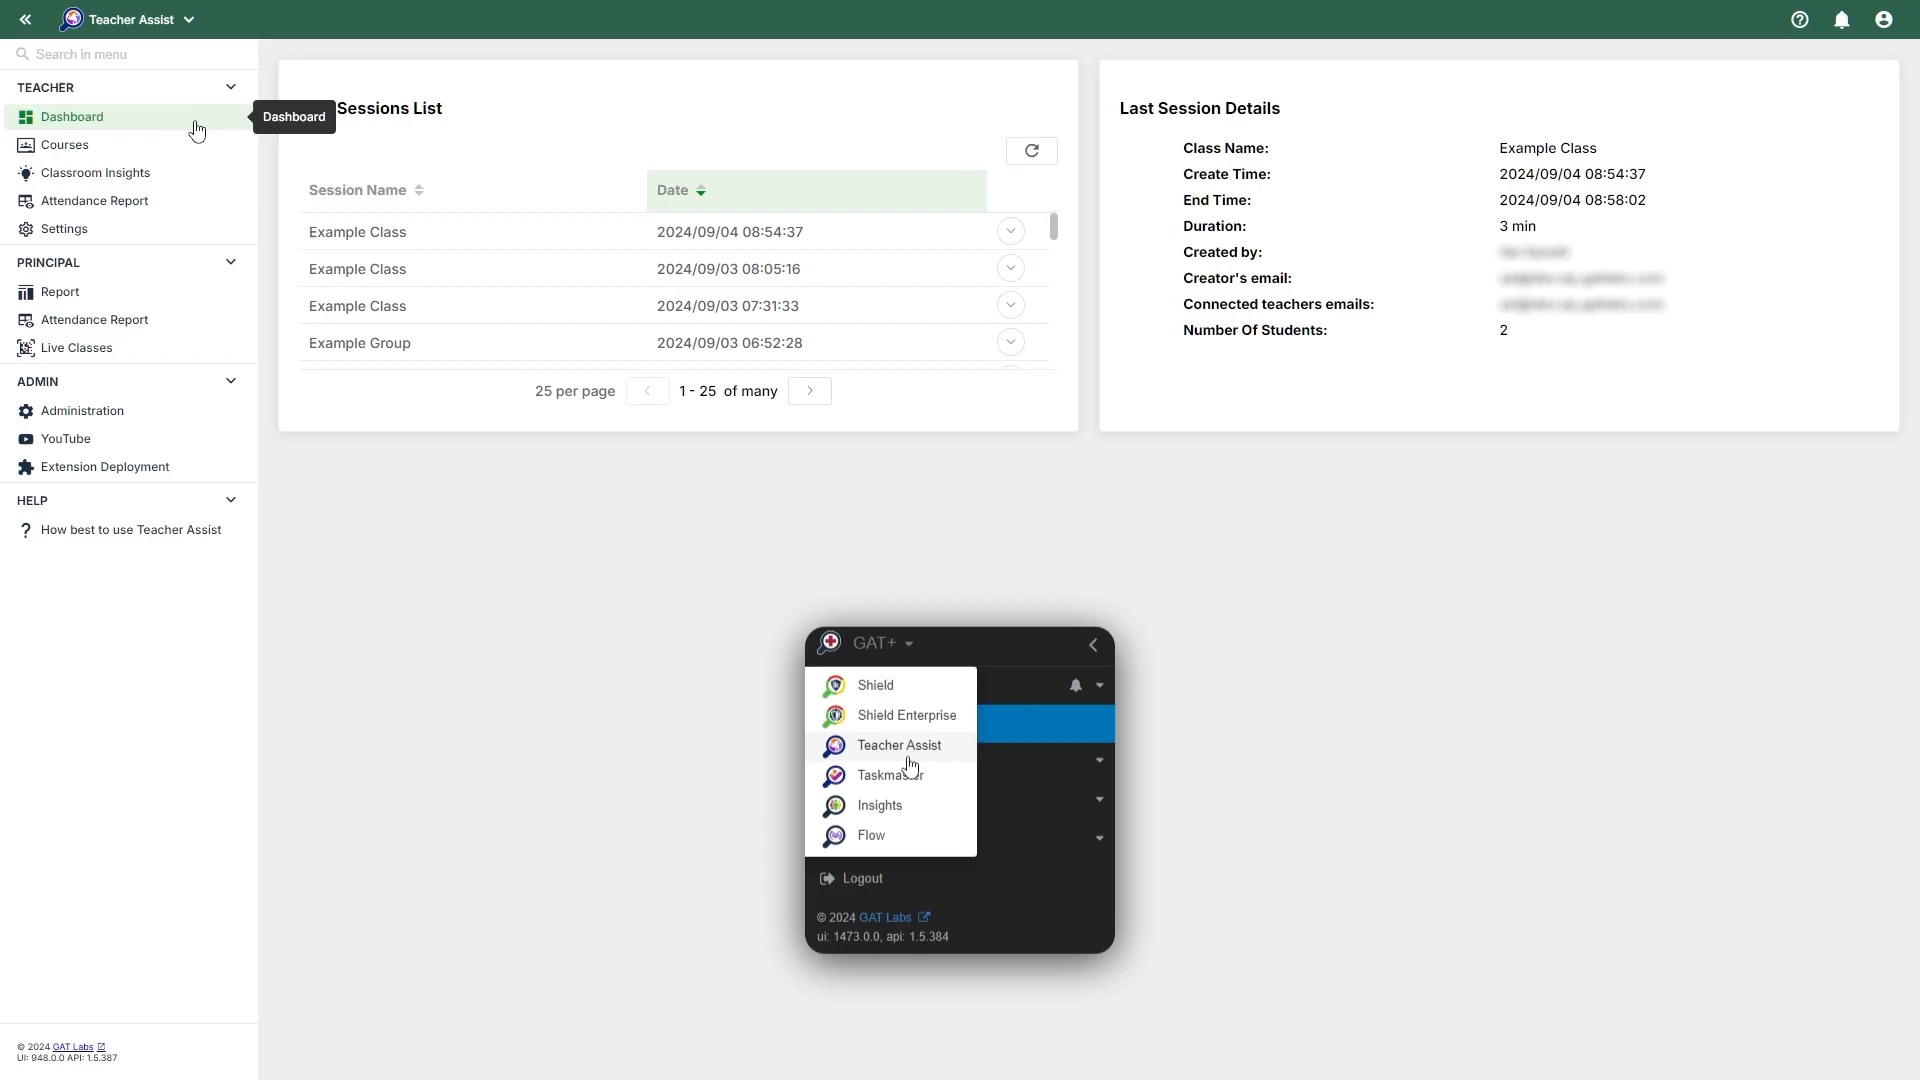 Teacher Assist
Search in menu
TEACHER
Dashboard
Courses
Classroom Insights
Attendance Report
Settings
PRINCIPAL
Report
Attendance Report
Live Classes
ADMIN
Administration
YouTube
Extension Deployment
HELP
How best to use Teacher Assist
© 2024 GAT Labs
UI: 948.0.0 API: 1.5.387
Dashboard
Sessions List
Session Name Date
Example Class 2024/09/04 08:54:37
Example Class 2024/09/03 08:05:16
Example Class 2024/09/03 07:31:33
Example Group 2024/09/03 06:52:28
25 per page 1 - 25 of many
Last Session Details
Class Name: Example Class
Create Time: 2024/09/04 08:54:37
End Time: 2024/09/04 08:58:02
Duration: 3 min
Created by:
Creator's email:
Connected teachers emails:
Number Of Students: 2
GAT+
Shield
Shield Enterprise
Teacher Assist
Taskmaster
Insights
Flow
Logout
© 2024 GAT Labs
ui: 1473.0.0, api: 1.5.384